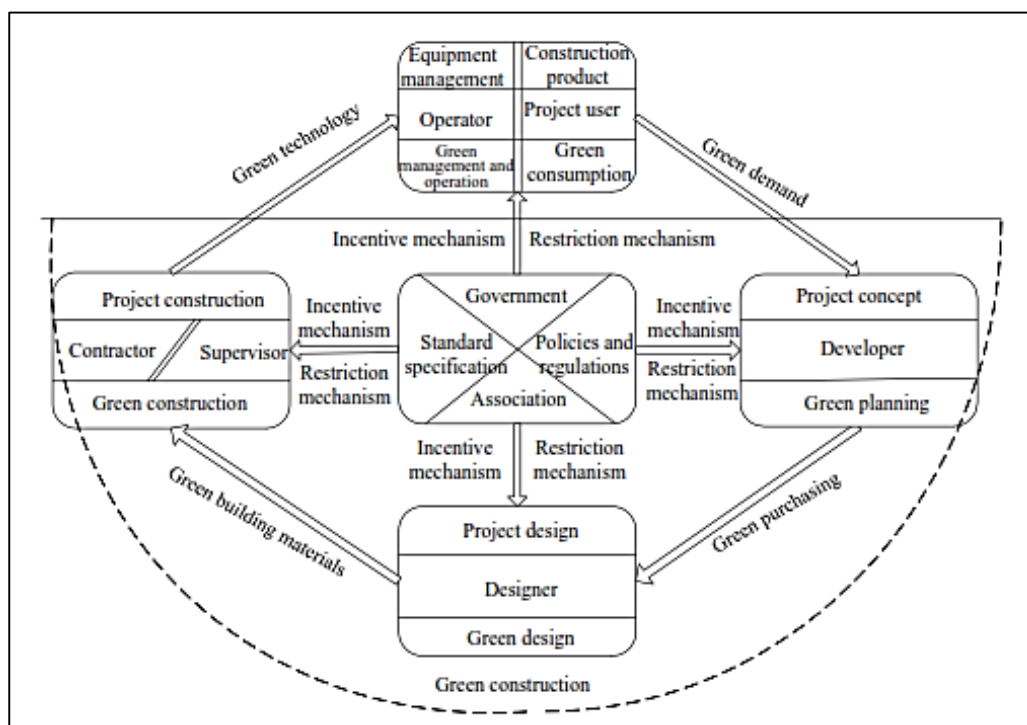 Equipment
management
Construction
product
Operator
Project user
Green
management and
operation
Green
consumption
Green technology
Green demand
Incentive mechanism
Restriction mechanism
Project construction
Contractor
Supervisor
Green construction
Incentive
mechanism
Restriction
mechanism
Government
Standard
specification
Policies and
regulations
Association
Incentive
mechanism
Restriction
mechanism
Project concept
Developer
Green planning
Incentive
mechanism
Restriction
mechanism
Green building materials
Green purchasing
Project design
Designer
Green design
Green construction